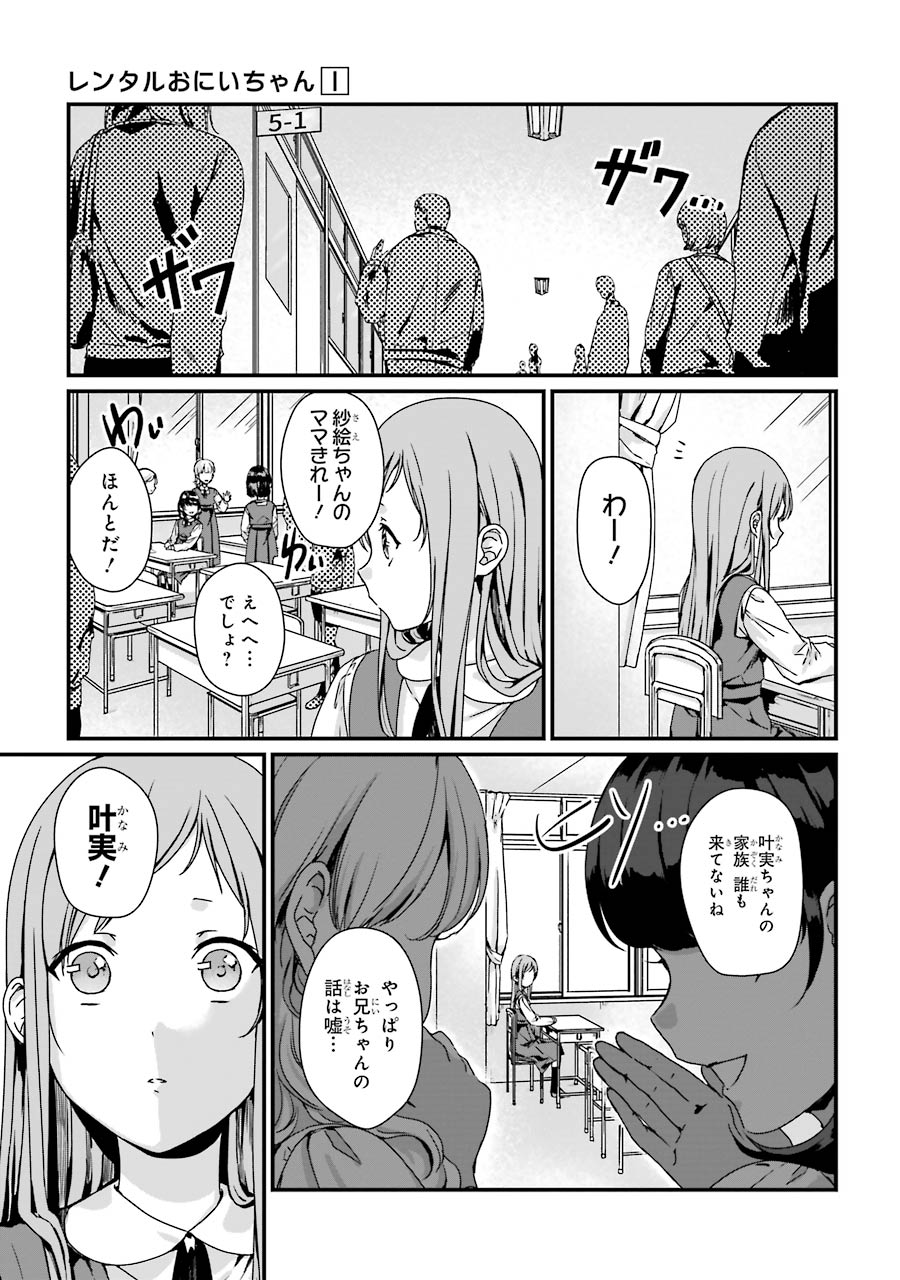 レンタルおにいちゃん1
5-1
ザワ…
ザワ
わー!
紗絵ちゃんの
ママきれー!
えへへ…
でしょ?
ほんとだ!
わい
わい
ヒソ…
叶実ちゃんの
家族 誰も
来てないね
やっぱり
お兄ちゃんの
話は嘘…
叶実!